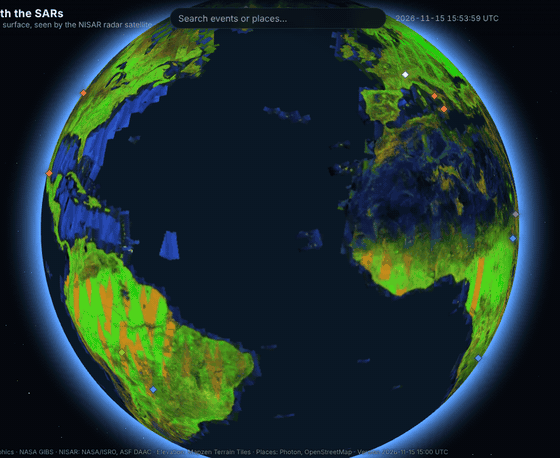 th the SARs
surface, seen by the NISAR radar satellite
Search events or places...
2026-11-15 15:53:59 UTC
hics · NASA GIBS · NISAR: NASA/ISRO, ASF DAAC · Elevation: Mapzen Terrain Tiles · Places: Photon, OpenStreetMap · 2026-11-15 15:00 UTC